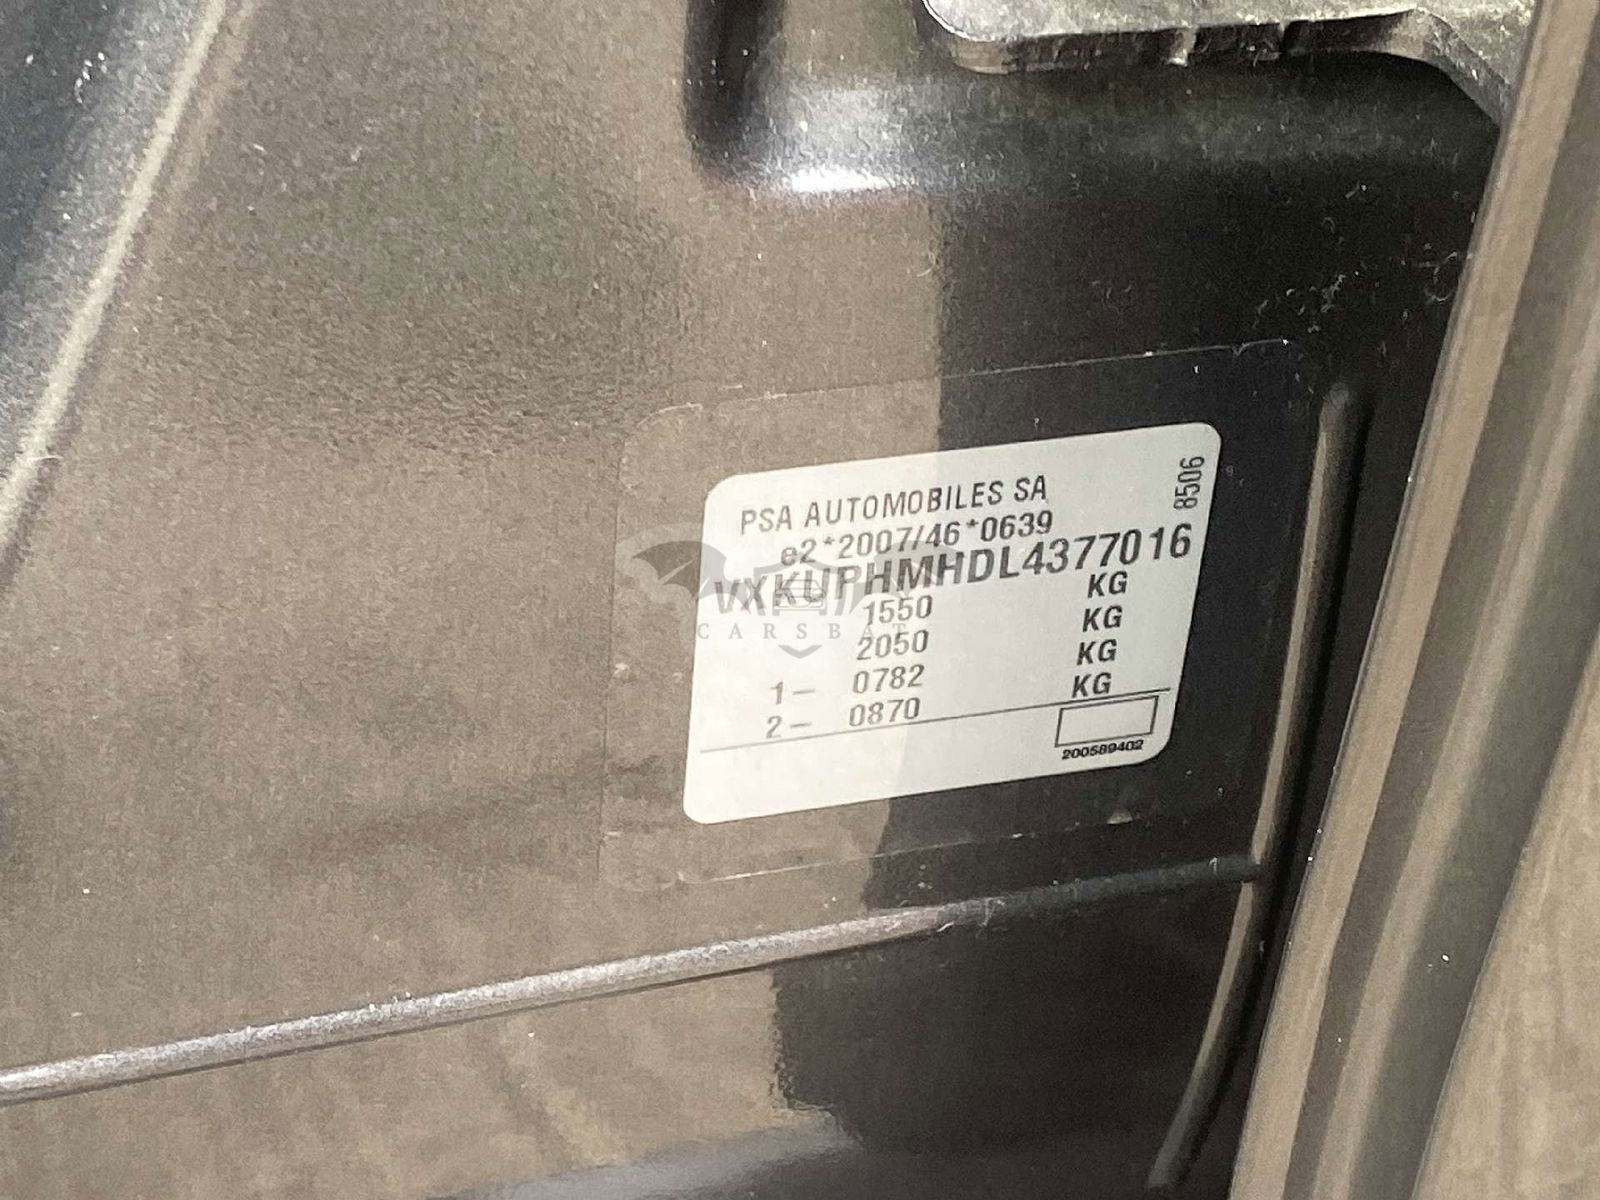 PSA AUTOMOBILES SA
8506
e2*2007/46*0639
VXKUPHMHDL4377016
1550 KG
2050 KG
1- 0782 KG
2- 0870 KG
200589402
CARSBAT